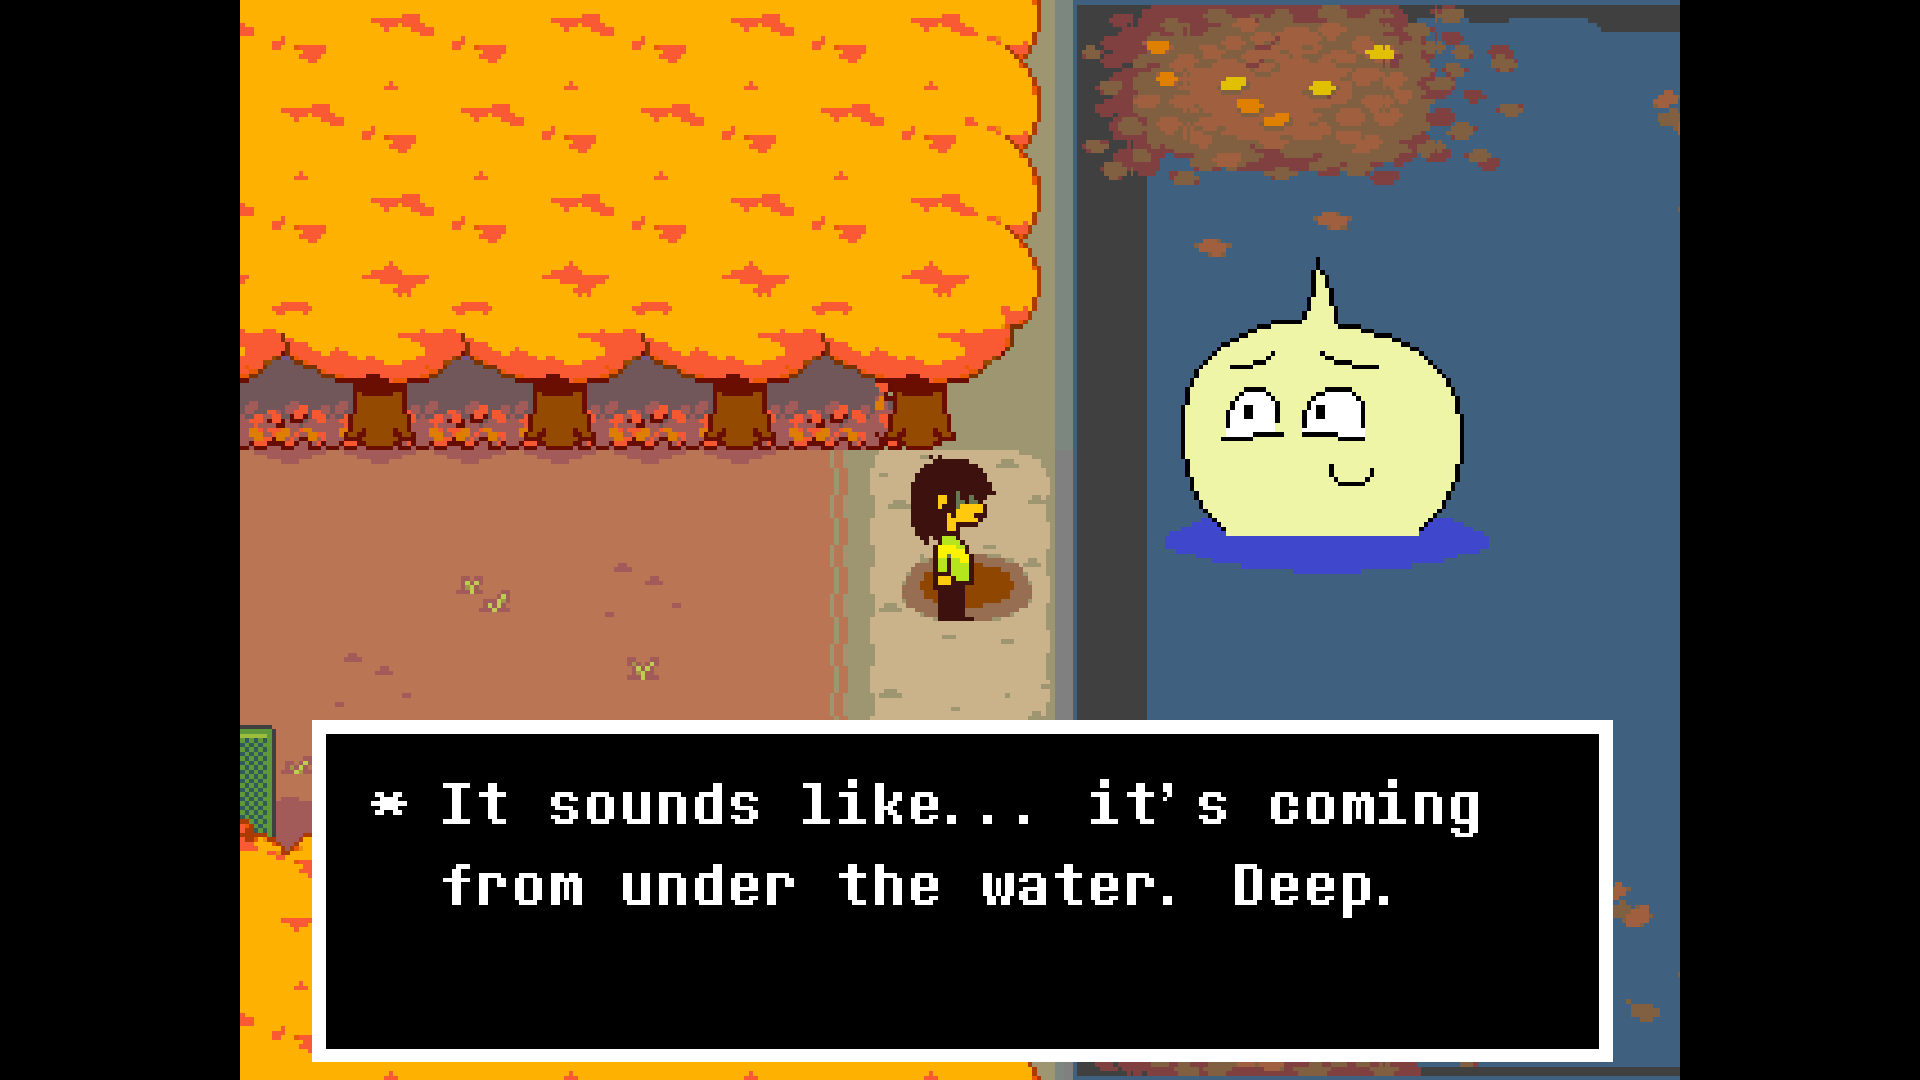 * It sounds like... it's coming
from under the water. Deep.